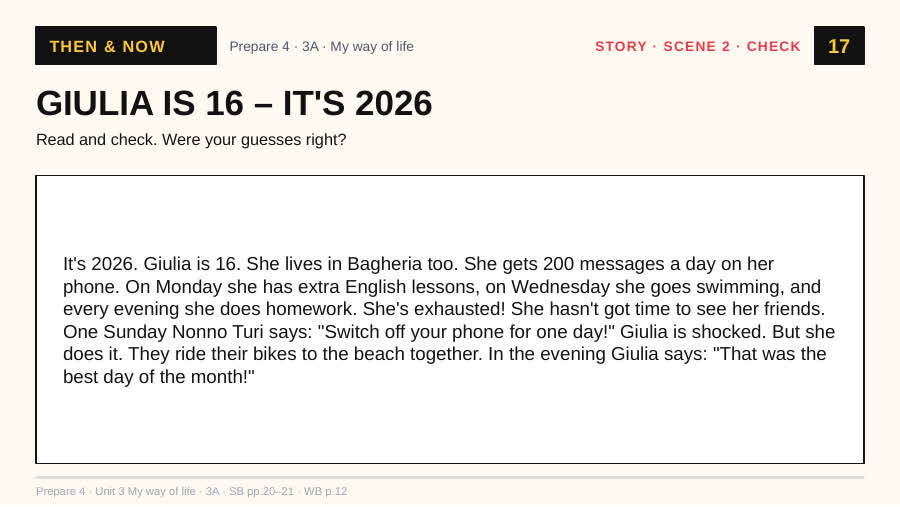 THEN & NOW
Prepare 4 · 3A · My way of life
STORY · SCENE 2 · CHECK
17
GIULIA IS 16 – IT'S 2026
Read and check. Were your guesses right?
It's 2026. Giulia is 16. She lives in Bagheria too. She gets 200 messages a day on her
phone. On Monday she has extra English lessons, on Wednesday she goes swimming, and
every evening she does homework. She's exhausted! She hasn't got time to see her friends.
One Sunday Nonno Turi says: "Switch off your phone for one day!" Giulia is shocked. But she
does it. They ride their bikes to the beach together. In the evening Giulia says: "That was the
best day of the month!"
Prepare 4 · Unit 3 My way of life · 3A · SB pp.20–21 · WB p.12